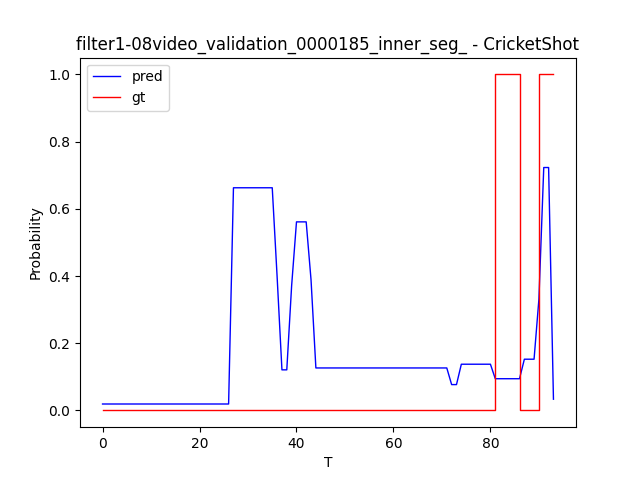 filter1-08video_validation_0000185_inner_seg_ - CricketShot
pred
gt
1.0
0.8
0.6
0.4
0.2
0.0
Probability
0 20 40 60 80
T